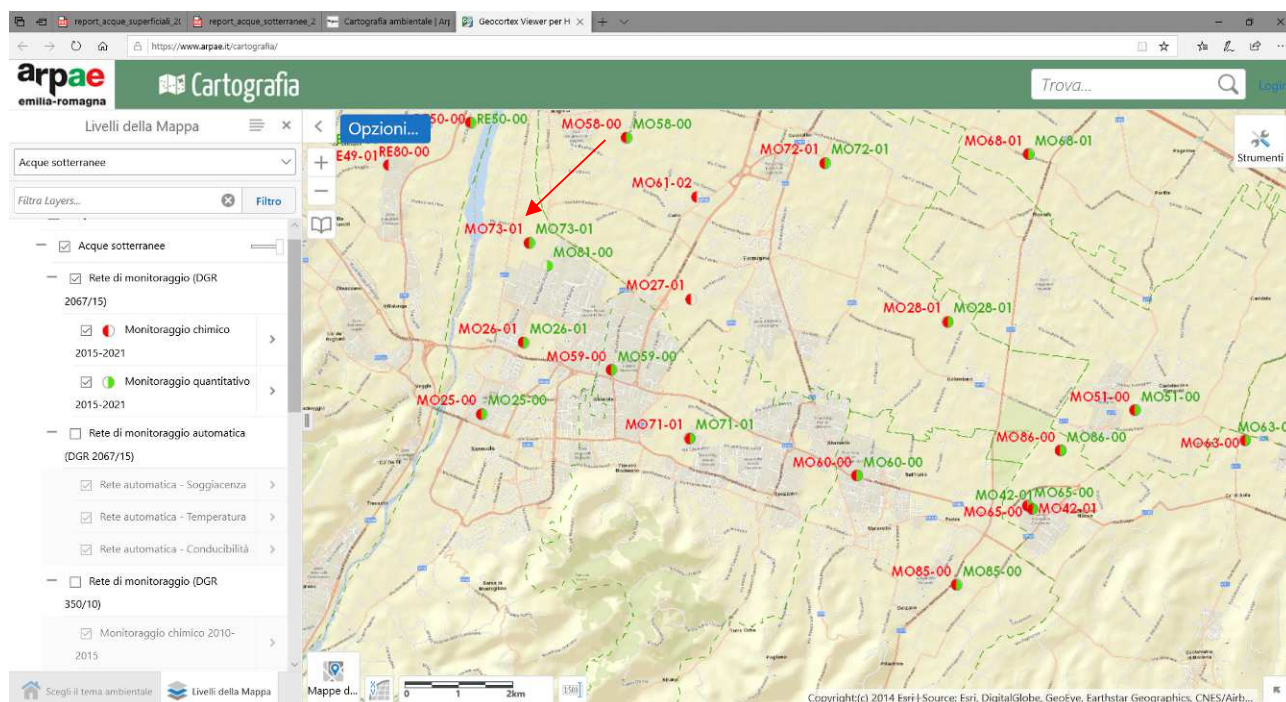 report_acque_superficiali_2(
report_acque_sotterranee_2
Cartografia ambientale | Arp
Geocortex Viewer per H
https://www.arpae.it/cartografia/
arpae
emilia-romagna
Cartografia
Trova...
Login
Livelli della Mappa
Acque sotterranee
Filtra Layers...
Filtro
Acque sotterranee
Rete di monitoraggio (DGR
2067/15)
Monitoraggio chimico
2015-2021
Monitoraggio quantitativo
2015-2021
Rete di monitoraggio automatica
(DGR 2067/15)
Rete automatica - Soggiacenza
Rete automatica - Temperatura
Rete automatica - Conducibilità
Rete di monitoraggio (DGR
350/10)
Monitoraggio chimico 2010-
2015
Scegli il tema ambientale
Livelli della Mappa
Opzioni...
Strumenti
E50-00 RE50-00
MO58-00 MO58-00
E49-01 RE80-00
MO72-01 MO72-01
MO68-01 MO68-01
MO61-02
MO73-01 MO73-01
MO81-00
MO27-01
MO28-01 MO28-01
MO26-01 MO26-01
MO59-00 MO59-00
MO25-00 MO25-00
MO51-00 MO51-00
MO71-01 MO71-01
MO86-00 MO86-00
MO63-00 MO63-0
MO60-00 MO60-00
MO42-01 MO65-00
MO65-00 MO42-01
MO85-00 MO85-00
Mappe d...
0 1 2km
Copyright:(c) 2014 Esri | Source: Esri, DigitalGlobe, GeoEye, Earthstar Geographics, CNES/Airb...